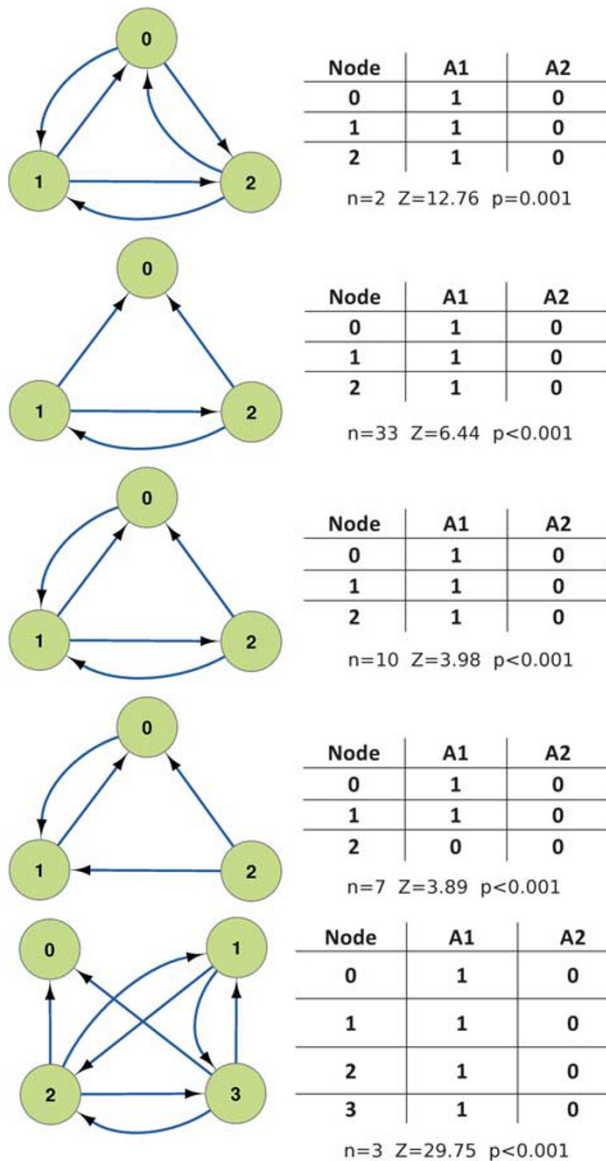 0
Node A1 A2
0 1 0
1 1 0
1 2
2 1 0
n=2 Z=12.76 p=0.001
0
Node A1 A2
0 1 0
1 1 0
1 2
2 1 0
n=33 Z=6.44 p<0.001
0
Node A1 A2
0 1 0
1 1 0
1 2
2 1 0
n=10 Z=3.98 p<0.001
0
Node A1 A2
0 1 0
1 1 0
1 2
2 0 0
n=7 Z=3.89 p<0.001
0 1
Node A1 A2
0 1 0
1 1 0
2 1 0
2 3
3 1 0
n=3 Z=29.75 p<0.001